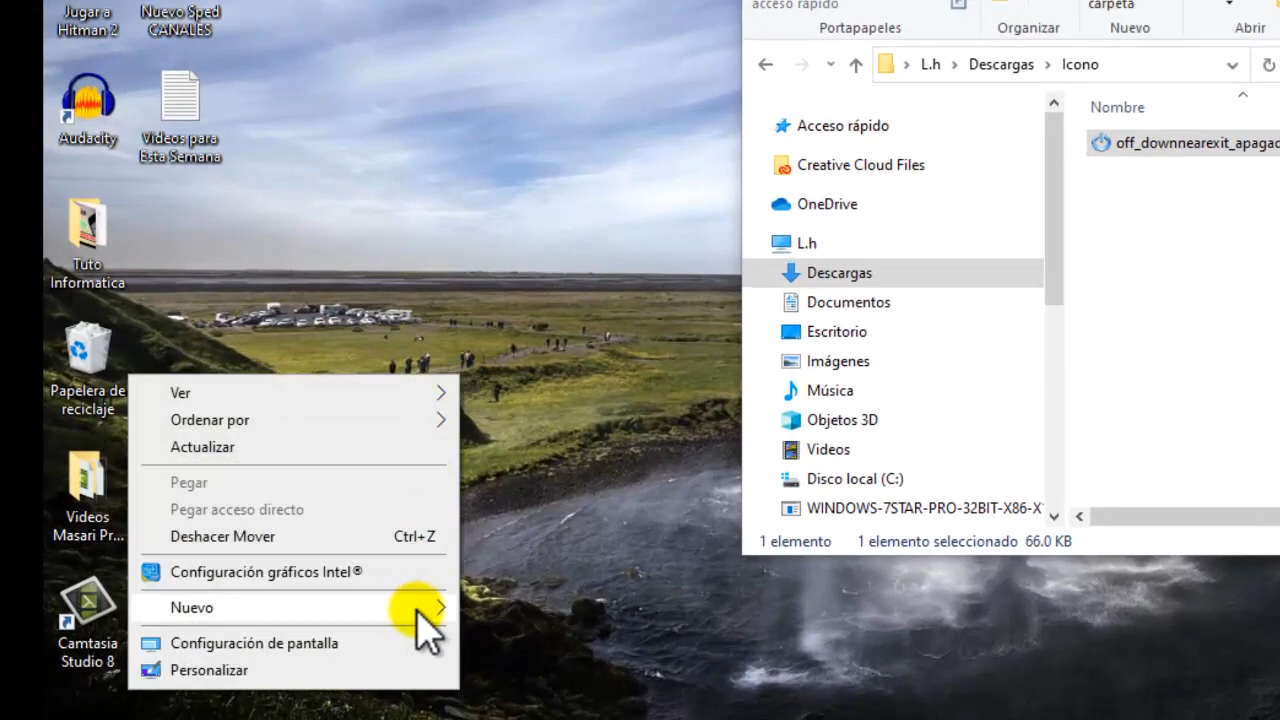 Jugar a
Hitman 2
Nuevo Sped
CANALES
Audacity
Videos para
Esta Semana
Tuto
Informatica
Papelera de
reciclaje
Videos
Masari Pr...
Camtasia
Studio 8
Ver
Ordenar por
Actualizar
Pegar
Pegar acceso directo
Deshacer Mover Ctrl+Z
Configuración gráficos Intel®
Nuevo
Configuración de pantalla
Personalizar
acceso rápido
carpeta
Portapapeles
Organizar
Nuevo
Abrir
L.h > Descargas > Icono
Nombre
off_downnearexit_apagad
Acceso rápido
Creative Cloud Files
OneDrive
L.h
Descargas
Documentos
Escritorio
Imágenes
Música
Objetos 3D
Videos
Disco local (C:)
WINDOWS-7STAR-PRO-32BIT-X86-X
1 elemento 1 elemento seleccionado 66.0 KB